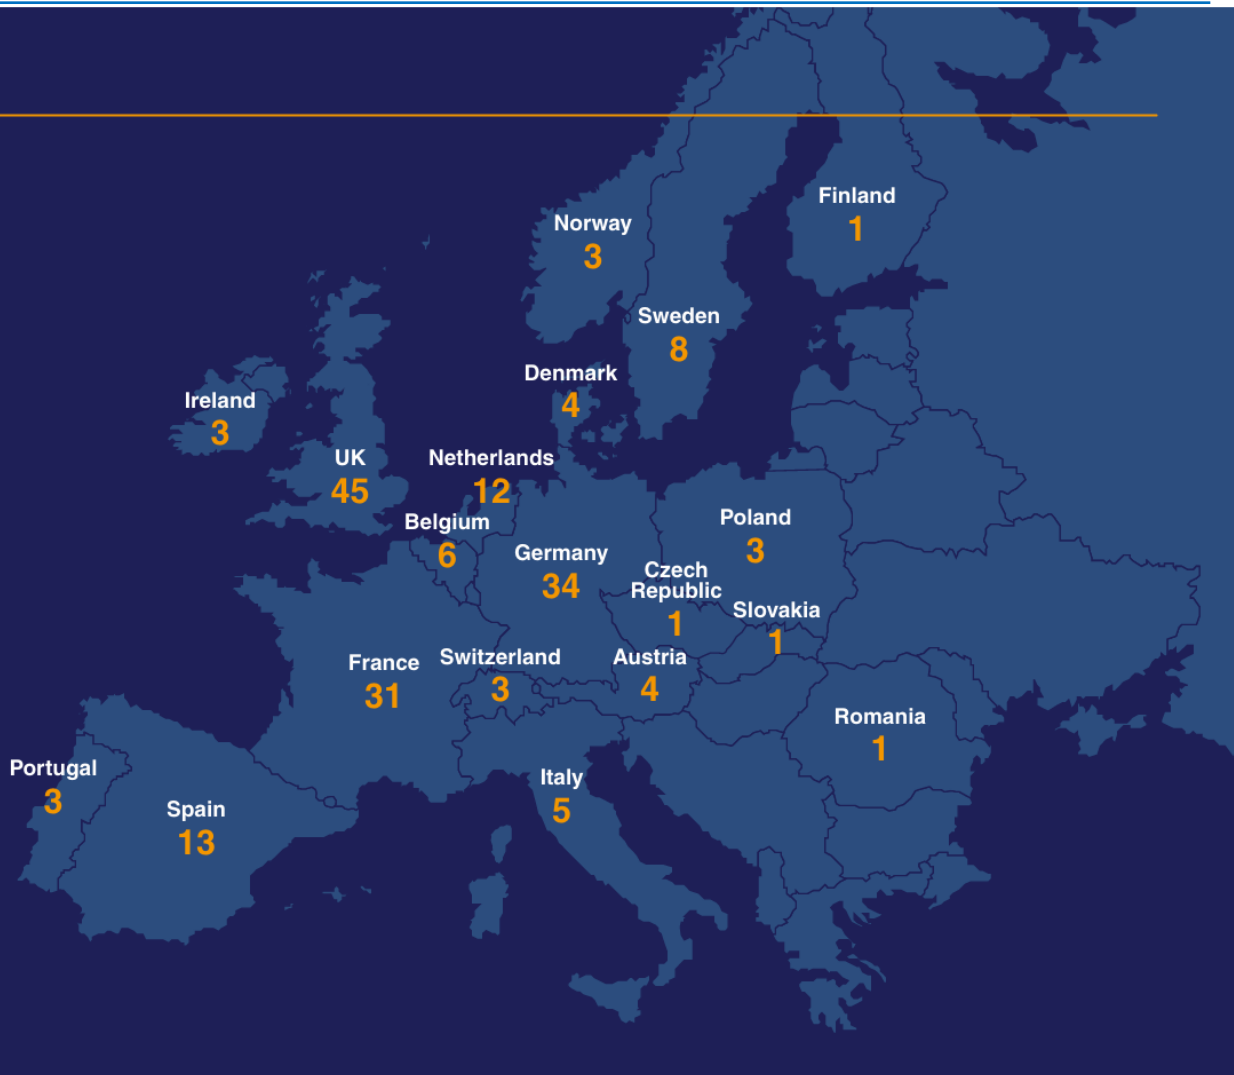 Finland
1
Norway
3
Sweden
8
Denmark
4
Ireland
3
UK
45
Netherlands
12
Belgium
6
Poland
3
Germany
34
Czech
Republic
1
Slovakia
1
France
31
Switzerland
3
Austria
4
Romania
1
Portugal
3
Italy
5
Spain
13